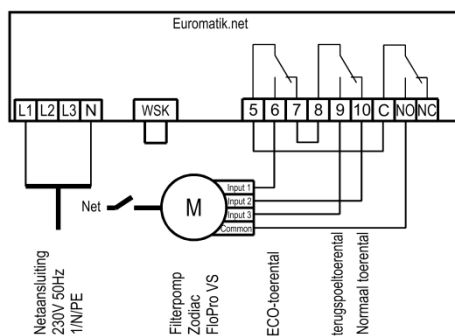 Euromatik.net
L1 L2 L3 N
WSK
5 6 7 8 9 10 C NO NC
Net
M
Input 1
Input 2
Input 3
Common
Netaansluiting
230V 50Hz
1/N/PE
Filterpomp
Zodiac
FloPro VS
ECO-toerental
terugspoeltoerental
Normaal toerental